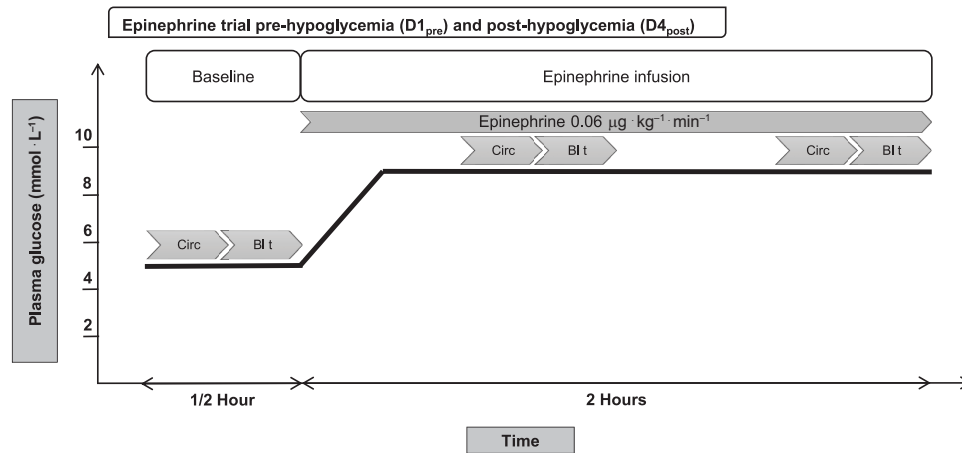 Epinephrine trial pre-hypoglycemia (D1pre) and post-hypoglycemia (D4post)
Baseline
Epinephrine infusion
Epinephrine 0.06 μg · kg⁻¹ · min⁻¹
Plasma glucose (mmol · L⁻¹)
10
8
6
4
2
Circ
Bl t
Circ
Bl t
Circ
Bl t
1/2 Hour
2 Hours
Time